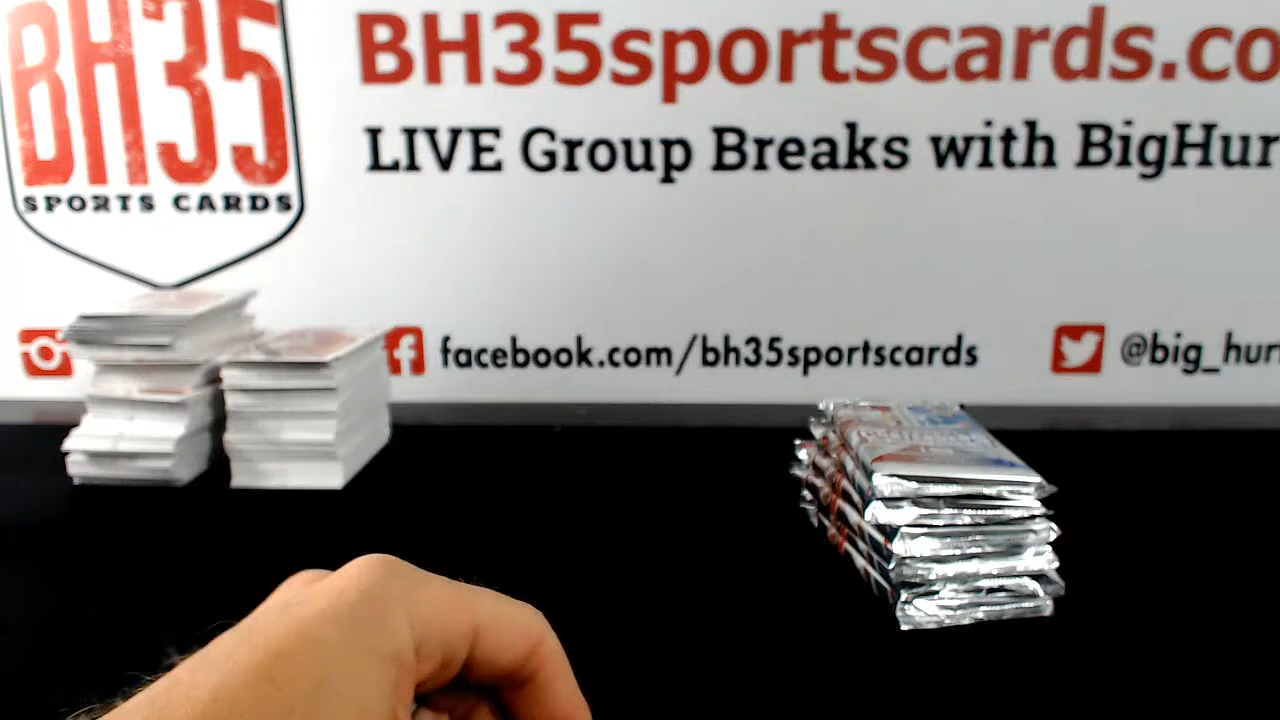 BH35
SPORTS CARDS
BH35sportscards.co
LIVE Group Breaks with BigHur
facebook.com/bh35sportscards
@big_hur